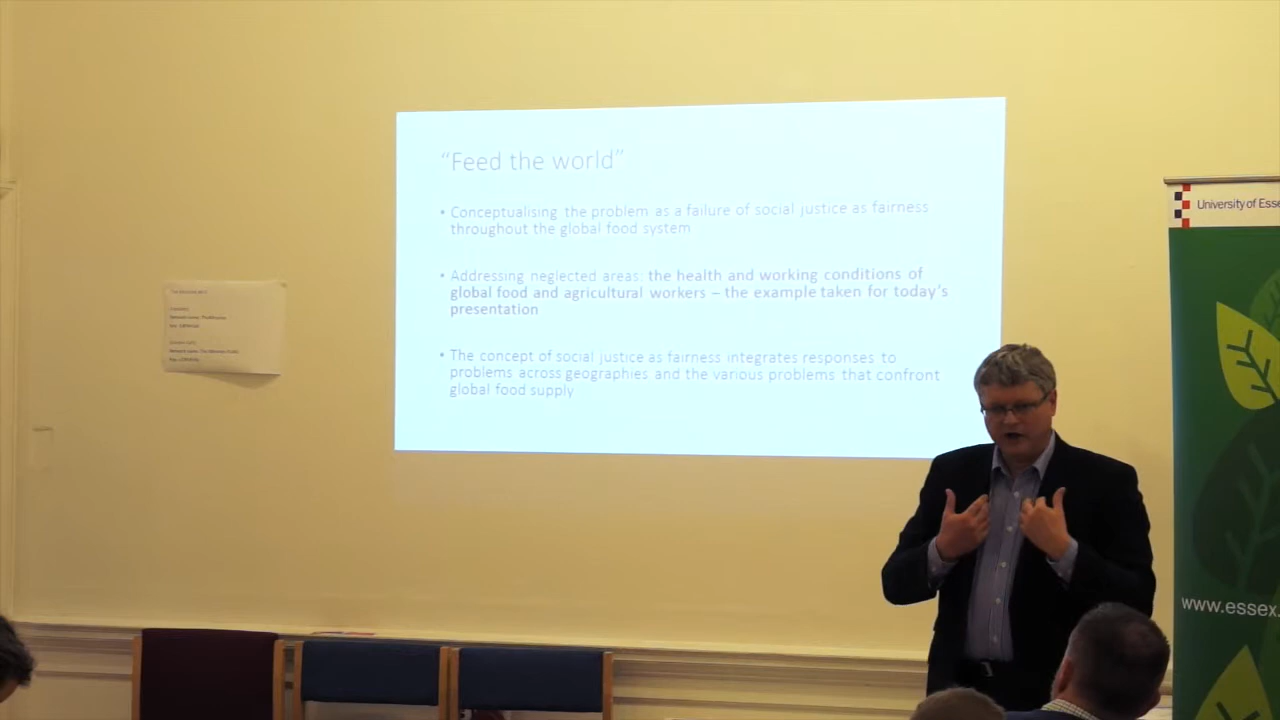 “Feed the world”
• Conceptualising the problem as a failure of social justice as fairness
throughout the global food system
• Addressing neglected areas: the health and working conditions of
global food and agricultural workers – the example taken for today’s
presentation
• The concept of social justice as fairness integrates responses to
problems across geographies and the various problems that confront
global food supply
University of Esse
www.essex.